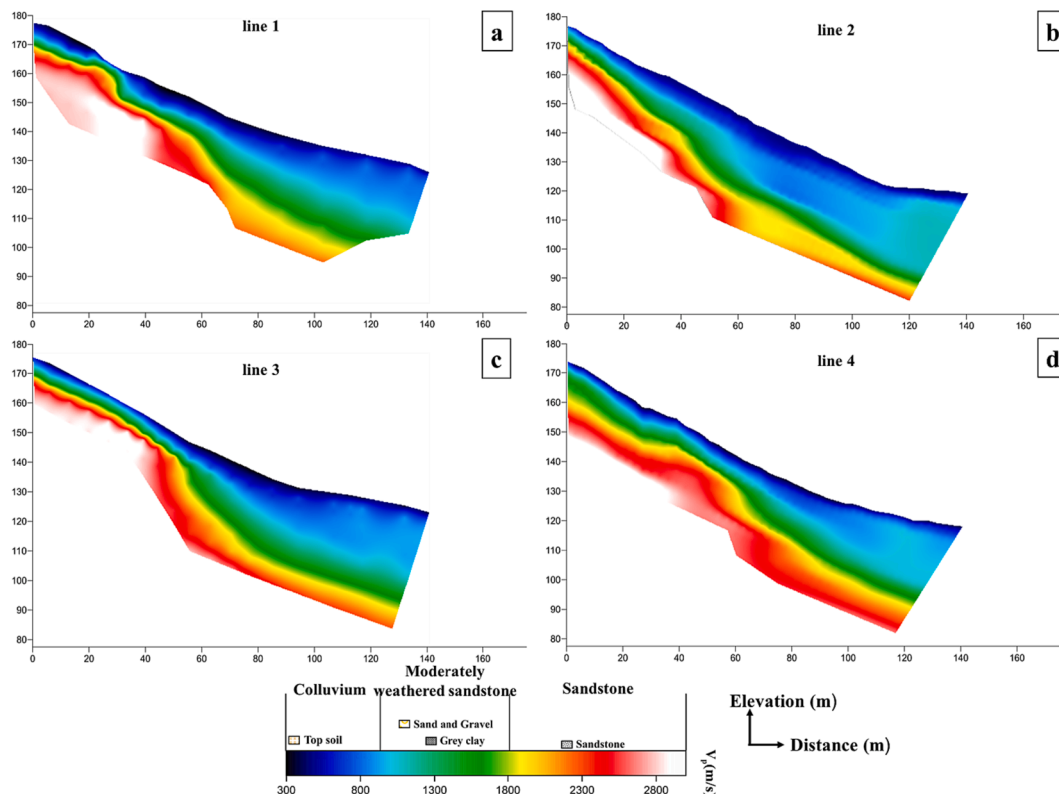 line 1
a
180
170
160
150
140
130
120
110
100
90
80
0 20 40 60 80 100 120 140 160
line 2
b
180
170
160
150
140
130
120
110
100
90
80
0 20 40 60 80 100 120 140 160
line 3
c
180
170
160
150
140
130
120
110
100
90
80
0 20 40 60 80 100 120 140 160
line 4
d
180
170
160
150
140
130
120
110
100
90
80
0 20 40 60 80 100 120 140 160
Moderately
Colluvium weathered sandstone Sandstone
Sand and Gravel
Top soil Grey clay Sandstone
300 800 1300 1800 2300 2800
Vp(m/s)
Elevation (m)
Distance (m)